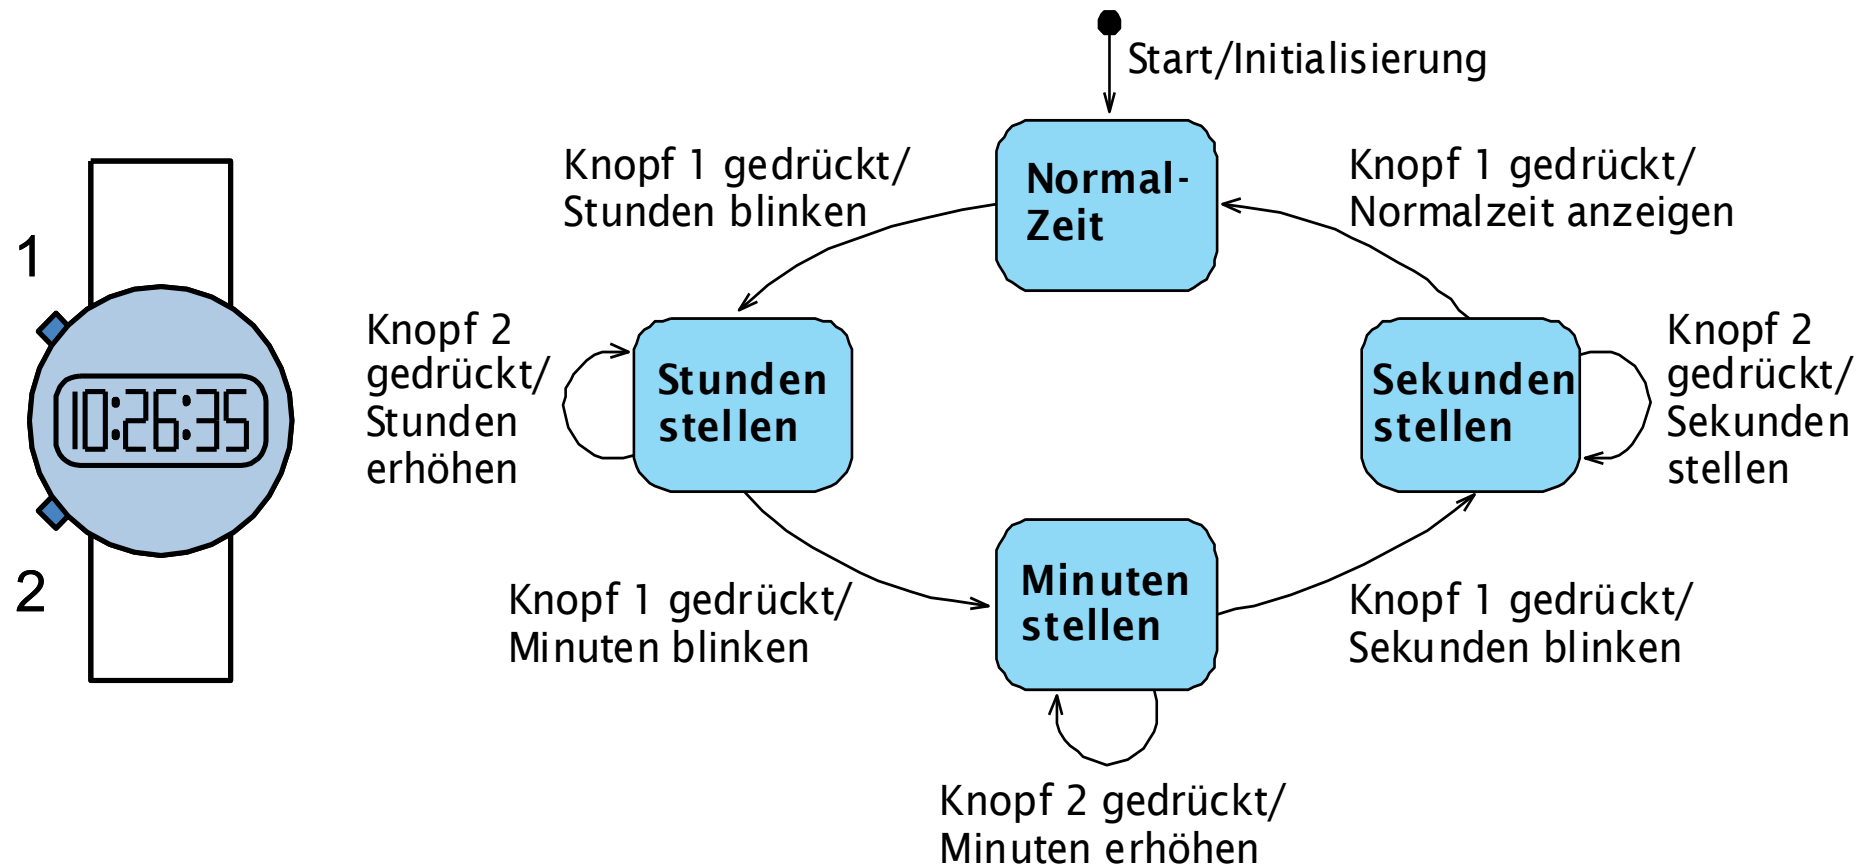 Start/Initialisierung
Knopf 1 gedrückt/
Stunden blinken
Normal-
Zeit
Knopf 1 gedrückt/
Normalzeit anzeigen
1
10:26:35
2
Knopf 2
gedrückt/
Stunden
erhöhen
Stunden
stellen
Sekunden
stellen
Knopf 2
gedrückt/
Sekunden
stellen
Knopf 1 gedrückt/
Minuten blinken
Minuten
stellen
Knopf 1 gedrückt/
Sekunden blinken
Knopf 2 gedrückt/
Minuten erhöhen